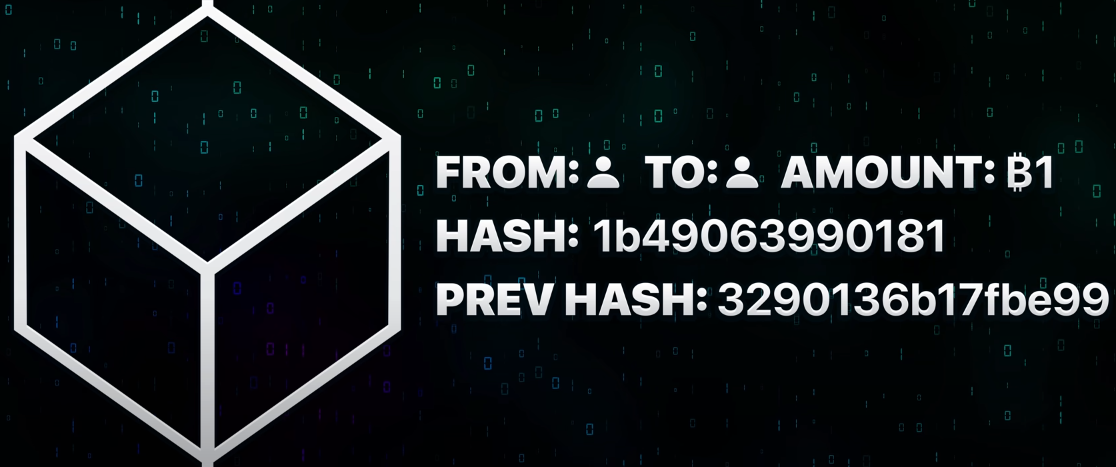 FROM: TO: AMOUNT: ₿1
HASH: 1b49063990181
PREV HASH: 3290136b17fbe99